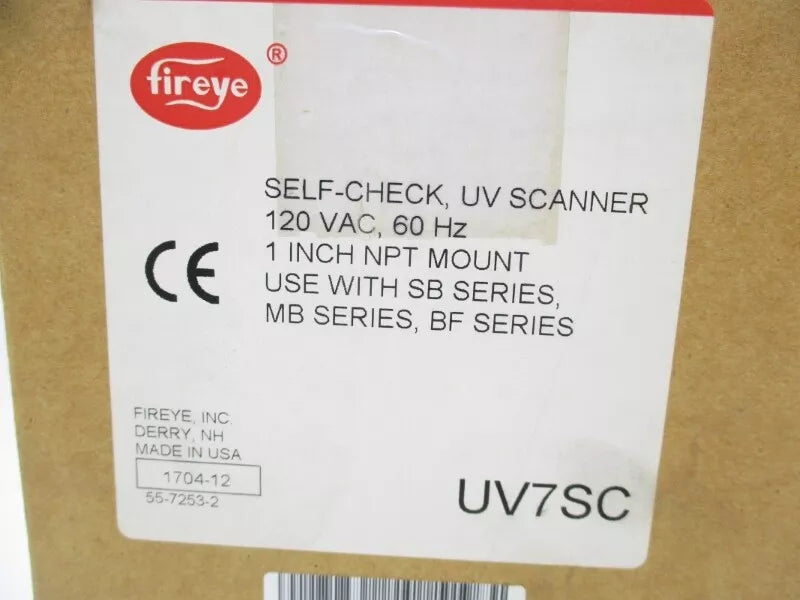 fireye ®
SELF-CHECK, UV SCANNER
120 VAC, 60 Hz
1 INCH NPT MOUNT
USE WITH SB SERIES,
MB SERIES, BF SERIES
CE
FIREYE, INC.
DERRY, NH
MADE IN USA
1704-12
55-7253-2
UV7SC